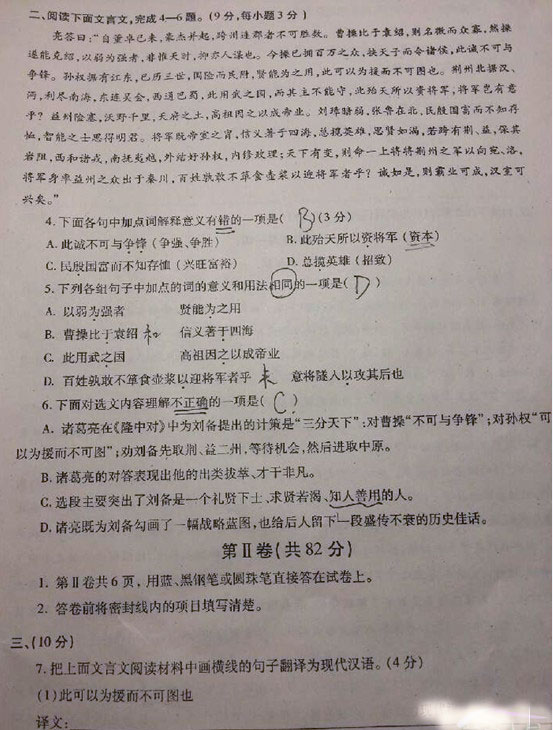 二、阅读下面文言文,完成4—6题。(9分,每小题3分)
亮答曰:“自董卓已来,豪杰并起,跨州连郡者不可胜数。曹操比于袁绍,则名微而众寡,然操
遂能克绍,以弱为强者,非惟天时,抑亦人谋也。今操已拥百万之众,挟天子而令诸侯,此诚不可与
争锋。孙权据有江东,已历三世,国险而民附,贤能为之用,此可以为援而不可图也。荆州北据汉、
沔,利尽南海,东连吴会,西通巴蜀,此用武之国,而其主不能守,此殆天所以资将军,将军岂有意
乎?益州险塞,沃野千里,天府之土,高祖因之以成帝业。刘璋暗弱,张鲁在北,民殷国富而不知存
恤,智能之士思得明君。将军既帝室之胄,信义著于四海,总揽英雄,思贤如渴,若跨有荆、益,保其
岩阻,西和诸戎,南抚夷越,外结好孙权,内修政理;天下有变,则命一上将将荆州之军以向宛、洛,
将军身率益州之众出于秦川,百姓孰敢不箪食壶浆以迎将军者乎?诚如是,则霸业可成,汉室可
兴矣。”
4.下面各句中加点词解释意义有错的一项是( B )(3分)
A.此诚不可与争锋(争强、争胜) B.此殆天所以资将军(资本)
C.民殷国富而不知存恤(兴旺富裕) D.总揽英雄(招致)
5.下列各组句子中加点的词的意义和用法相同的一项是( D )
A. 以弱为强者 贤能为之用
B. 曹操比于袁绍 和 信义著于四海
C. 此用武之国 高祖因之以成帝业
D. 百姓孰敢不箪食壶浆以迎将军者乎 来 意将隧入以攻其后也
6.下面对选文内容理解不正确的一项是( C )
A. 诸葛亮在《隆中对》中为刘备提出的计策是“三分天下”:对曹操“不可与争锋”;对孙权“可
以为援而不可图”;劝刘备先取荆、益二州,等待机会,然后进取中原。
B.诸葛亮的对答表现出他的出类拔萃、才干非凡。
C.选段主要突出了刘备是一个礼贤下士、求贤若渴、知人善用的人。
D.诸亮既为刘备勾画了一幅战略蓝图,也给后人留下一段盛传不衰的历史佳话。
第Ⅱ卷(共82分)
1. 第Ⅱ卷共6页,用蓝、黑钢笔或圆珠笔直接答在试卷上。
2. 答卷前将密封线内的项目填写清楚。
三、(10分)
7.把上面文言文阅读材料中画横线的句子翻译为现代汉语。(4分)
(1)此可以为援而不可图也
译文: